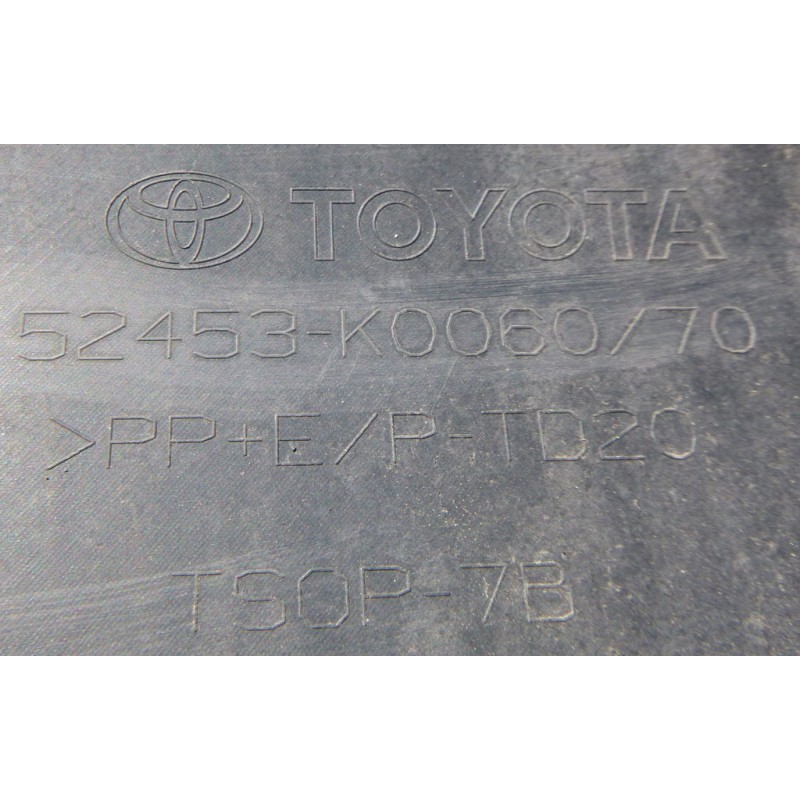 TOYOTA
52453-K0060/70
>PP+E/P-TD20
TSOP-7B